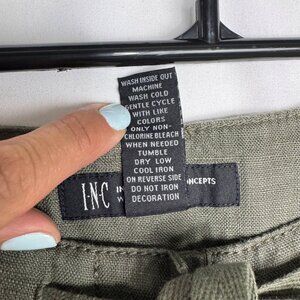 WASH INSIDE OUT
MACHINE
WASH COLD
GENTLE CYCLE
WITH LIKE
COLORS
ONLY NON-
CHLORINE BLEACH
WHEN NEEDED
TUMBLE
DRY LOW
COOL IRON
ON REVERSE SIDE
DO NOT IRON
DECORATION
I·N·C
CONCEPTS